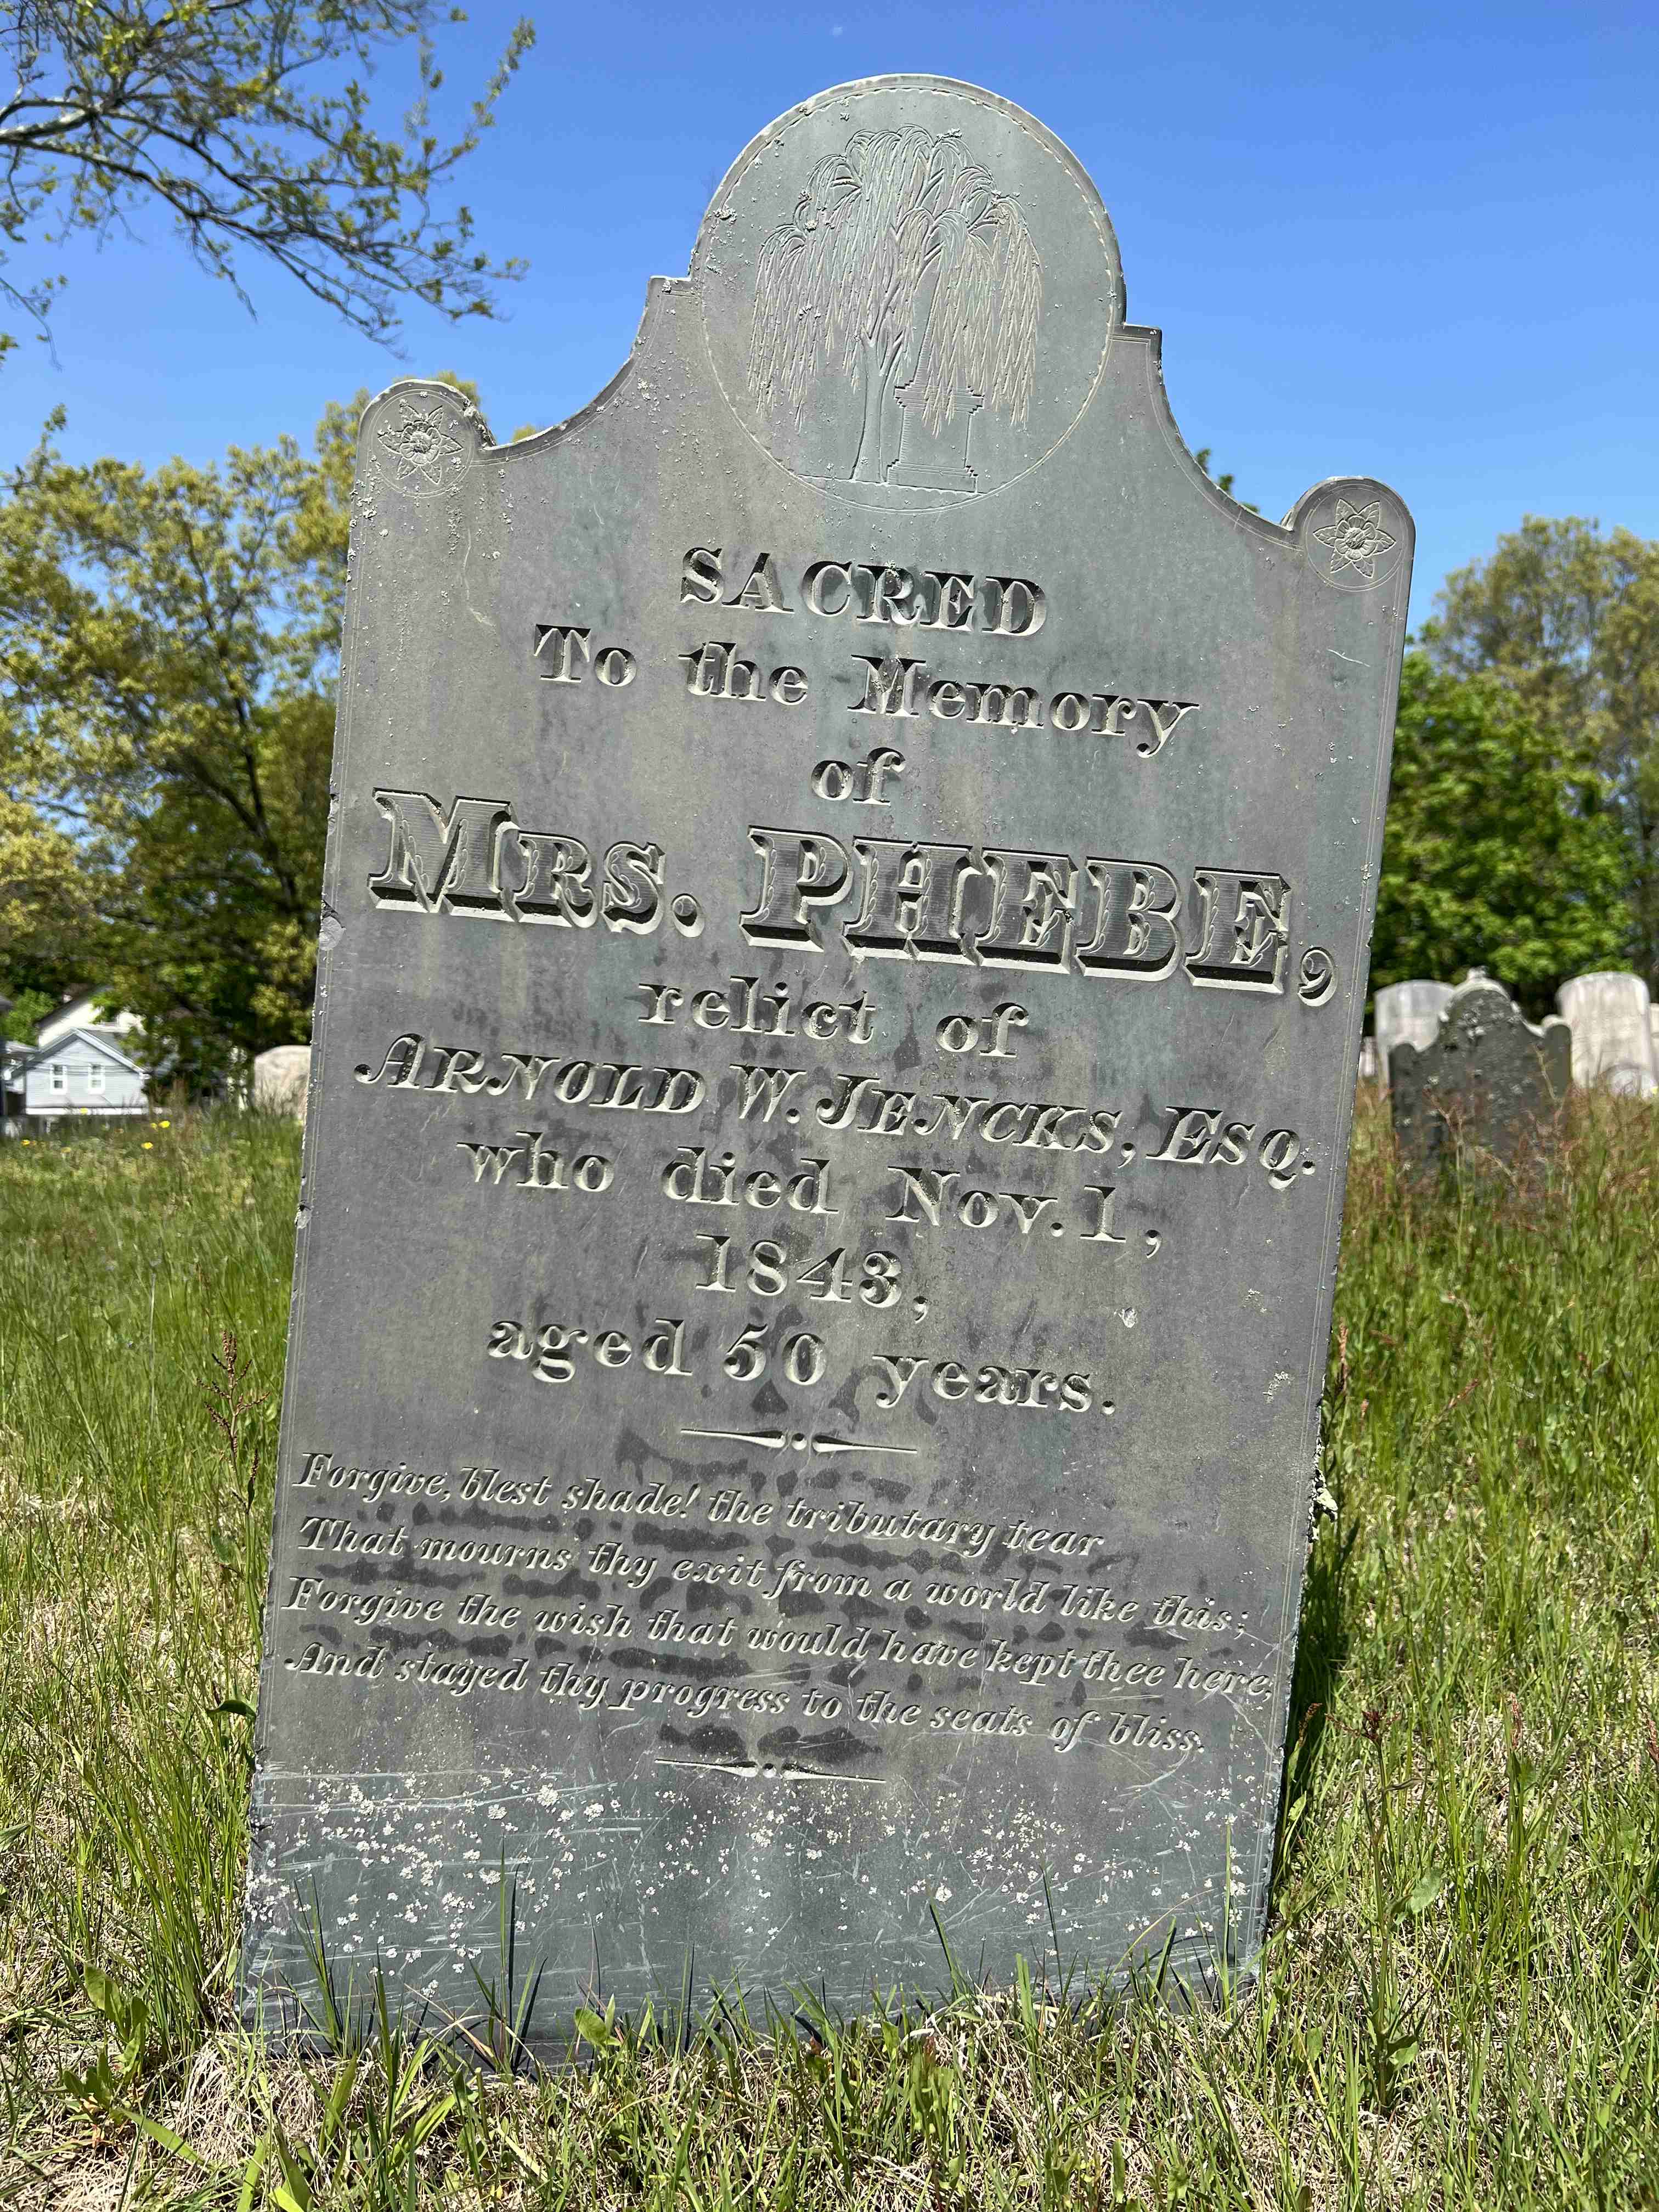 SACRED
To the Memory
of
MRS. PHEBE,
relict of
ARNOLD W. JENCKS, ESQ.
who died Nov. 1,
1843,
aged 50 years.
Forgive, blest shade! the tributary tear
That mourns thy exit from a world like this;
Forgive the wish that would have kept thee here,
And stayed thy progress to the seats of bliss.